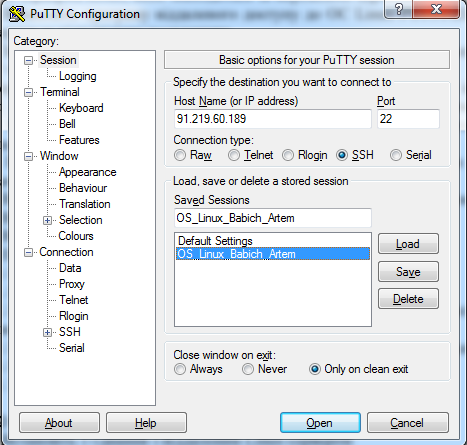 PuTTY Configuration
Category:
Session
Logging
Terminal
Keyboard
Bell
Features
Window
Appearance
Behaviour
Translation
Selection
Colours
Connection
Data
Proxy
Telnet
Rlogin
SSH
Serial
Basic options for your PuTTY session
Specify the destination you want to connect to
Host Name (or IP address) Port
91.219.60.189 22
Connection type:
Raw Telnet Rlogin SSH Serial
Load, save or delete a stored session
Saved Sessions
OS_Linux_Babich_Artem
Default Settings
OS_Linux_Babich_Artem
Load
Save
Delete
Close window on exit:
Always Never Only on clean exit
About Help Open Cancel